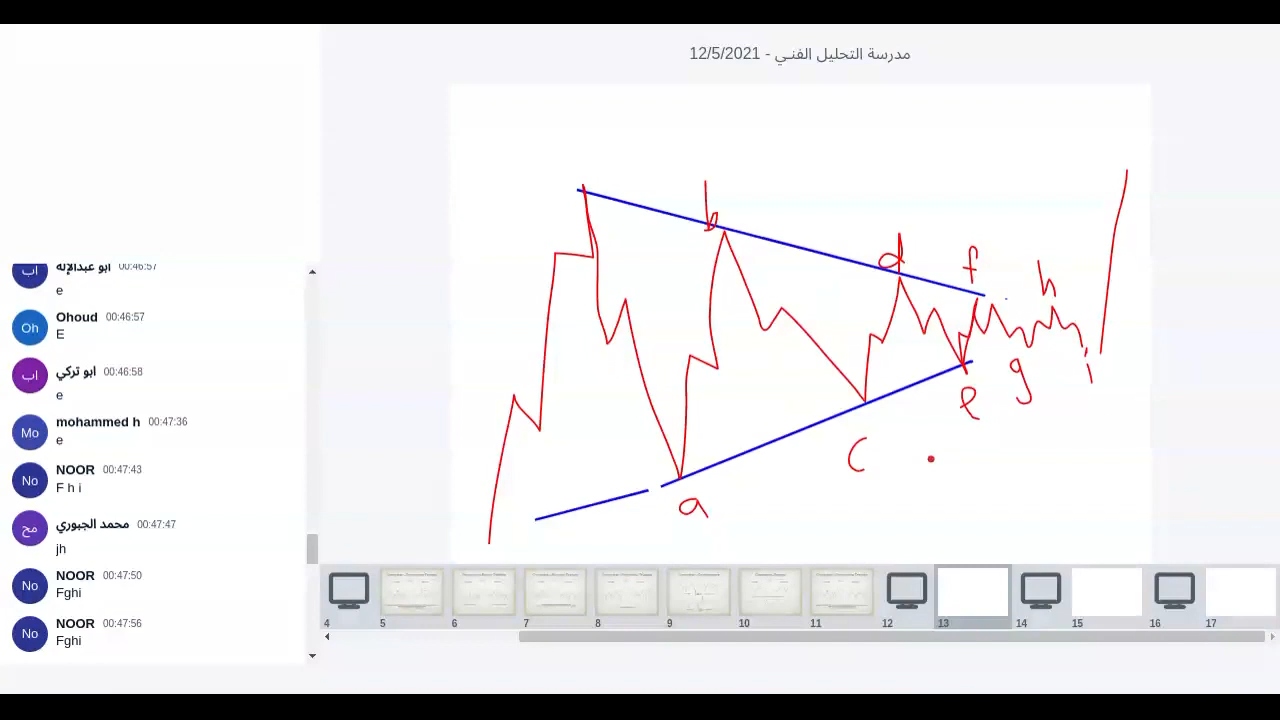 مدرسة التحليل الفنـي - 12/5/2021
اب
ابو عبدالإله 00:46:57
e
Oh
Ohoud 00:46:57
E
اب
ابو تركي 00:46:58
e
Mo
mohammed h 00:47:36
e
No
NOOR 00:47:43
F h i
مح
محمد الجبوري 00:47:47
jh
No
NOOR 00:47:50
Fghi
No
NOOR 00:47:56
Fghi
b
d
f
h
g
i
e
c
a
4 5 6 7 8 9 10 11 12 13 14 15 16 17